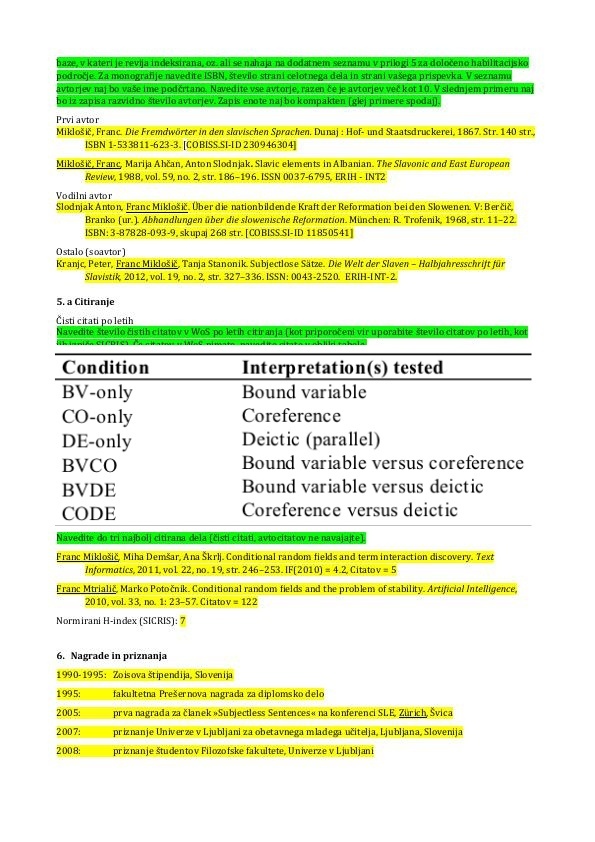 baze, v kateri je revija indeksirana, oz. ali se nahaja na dodatnem seznamu v prilogi 5 za določeno habilitacijsko
področje. Za monografije navedite ISBN, število strani celotnega dela in strani vašega prispevka. V seznamu
avtorjev naj bo vaše ime podčrtano. Navedite vse avtorje, razen če je avtorjev več kot 10. V slednjem primeru naj
bo iz zapisa razvidno število avtorjev. Zapis enote naj bo kompakten (glej primere spodaj).
Prvi avtor
Miklošič, Franc. Die Fremdwörter in den slavischen Sprachen. Dunaj : Hof- und Staatsdruckerei, 1867. Str. 140 str.,
ISBN 1-533811-623-3. [COBISS.SI-ID 230946304]
Miklošič, Franc, Marija Ahčan, Anton Slodnjak. Slavic elements in Albanian. The Slavonic and East European
Review, 1988, vol. 59, no. 2, str. 186–196. ISSN 0037-6795, ERIH - INT2
Vodilni avtor
Slodnjak Anton, Franc Miklošič. Über die nationbildende Kraft der Reformation bei den Slowenen. V: Berčič,
Branko (ur.). Abhandlungen über die slowenische Reformation. München: R. Trofenik, 1968, str. 11–22.
ISBN: 3-87828-093-9, skupaj 268 str. [COBISS.SI-ID 11850541]
Ostalo (soavtor)
Kranjc, Peter, Franc Miklošič, Tanja Stanonik. Subjectlose Sätze. Die Welt der Slaven – Halbjahresschrift für
Slavistik, 2012, vol. 19, no. 2, str. 327–336. ISSN: 0043-2520. ERIH-INT-2.
5. a Citiranje
Čisti citati po letih
Navedite število čistih citatov v WoS po letih citiranja (kot priporočeni vir uporabite število citatov po letih, kot
Condition Interpretation(s) tested
BV-only Bound variable
CO-only Coreference
DE-only Deictic (parallel)
BVCO Bound variable versus coreference
BVDE Bound variable versus deictic
CODE Coreference versus deictic
Navedite do tri najbolj citirana dela (čisti citati, avtocitatov ne navajajte).
Franc Miklošič, Miha Demšar, Ana Škrlj. Conditional random fields and term interaction discovery. Text
Informatics, 2011, vol. 22, no. 19, str. 246–253. IF(2010) = 4.2, Citatov = 5
Franc Mtrialič, Marko Potočnik. Conditional random fields and the problem of stability. Artificial Intelligence,
2010, vol. 33, no. 1: 23–57. Citatov = 122
Normirani H-index (SICRIS): 7
6. Nagrade in priznanja
1990-1995: Zoisova štipendija, Slovenija
1995: fakultetna Prešernova nagrada za diplomsko delo
2005: prva nagrada za članek »Subjectless Sentences« na konferenci SLE, Zürich, Švica
2007: priznanje Univerze v Ljubljani za obetavnega mladega učitelja, Ljubljana, Slovenija
2008: priznanje študentov Filozofske fakultete, Univerze v Ljubljani